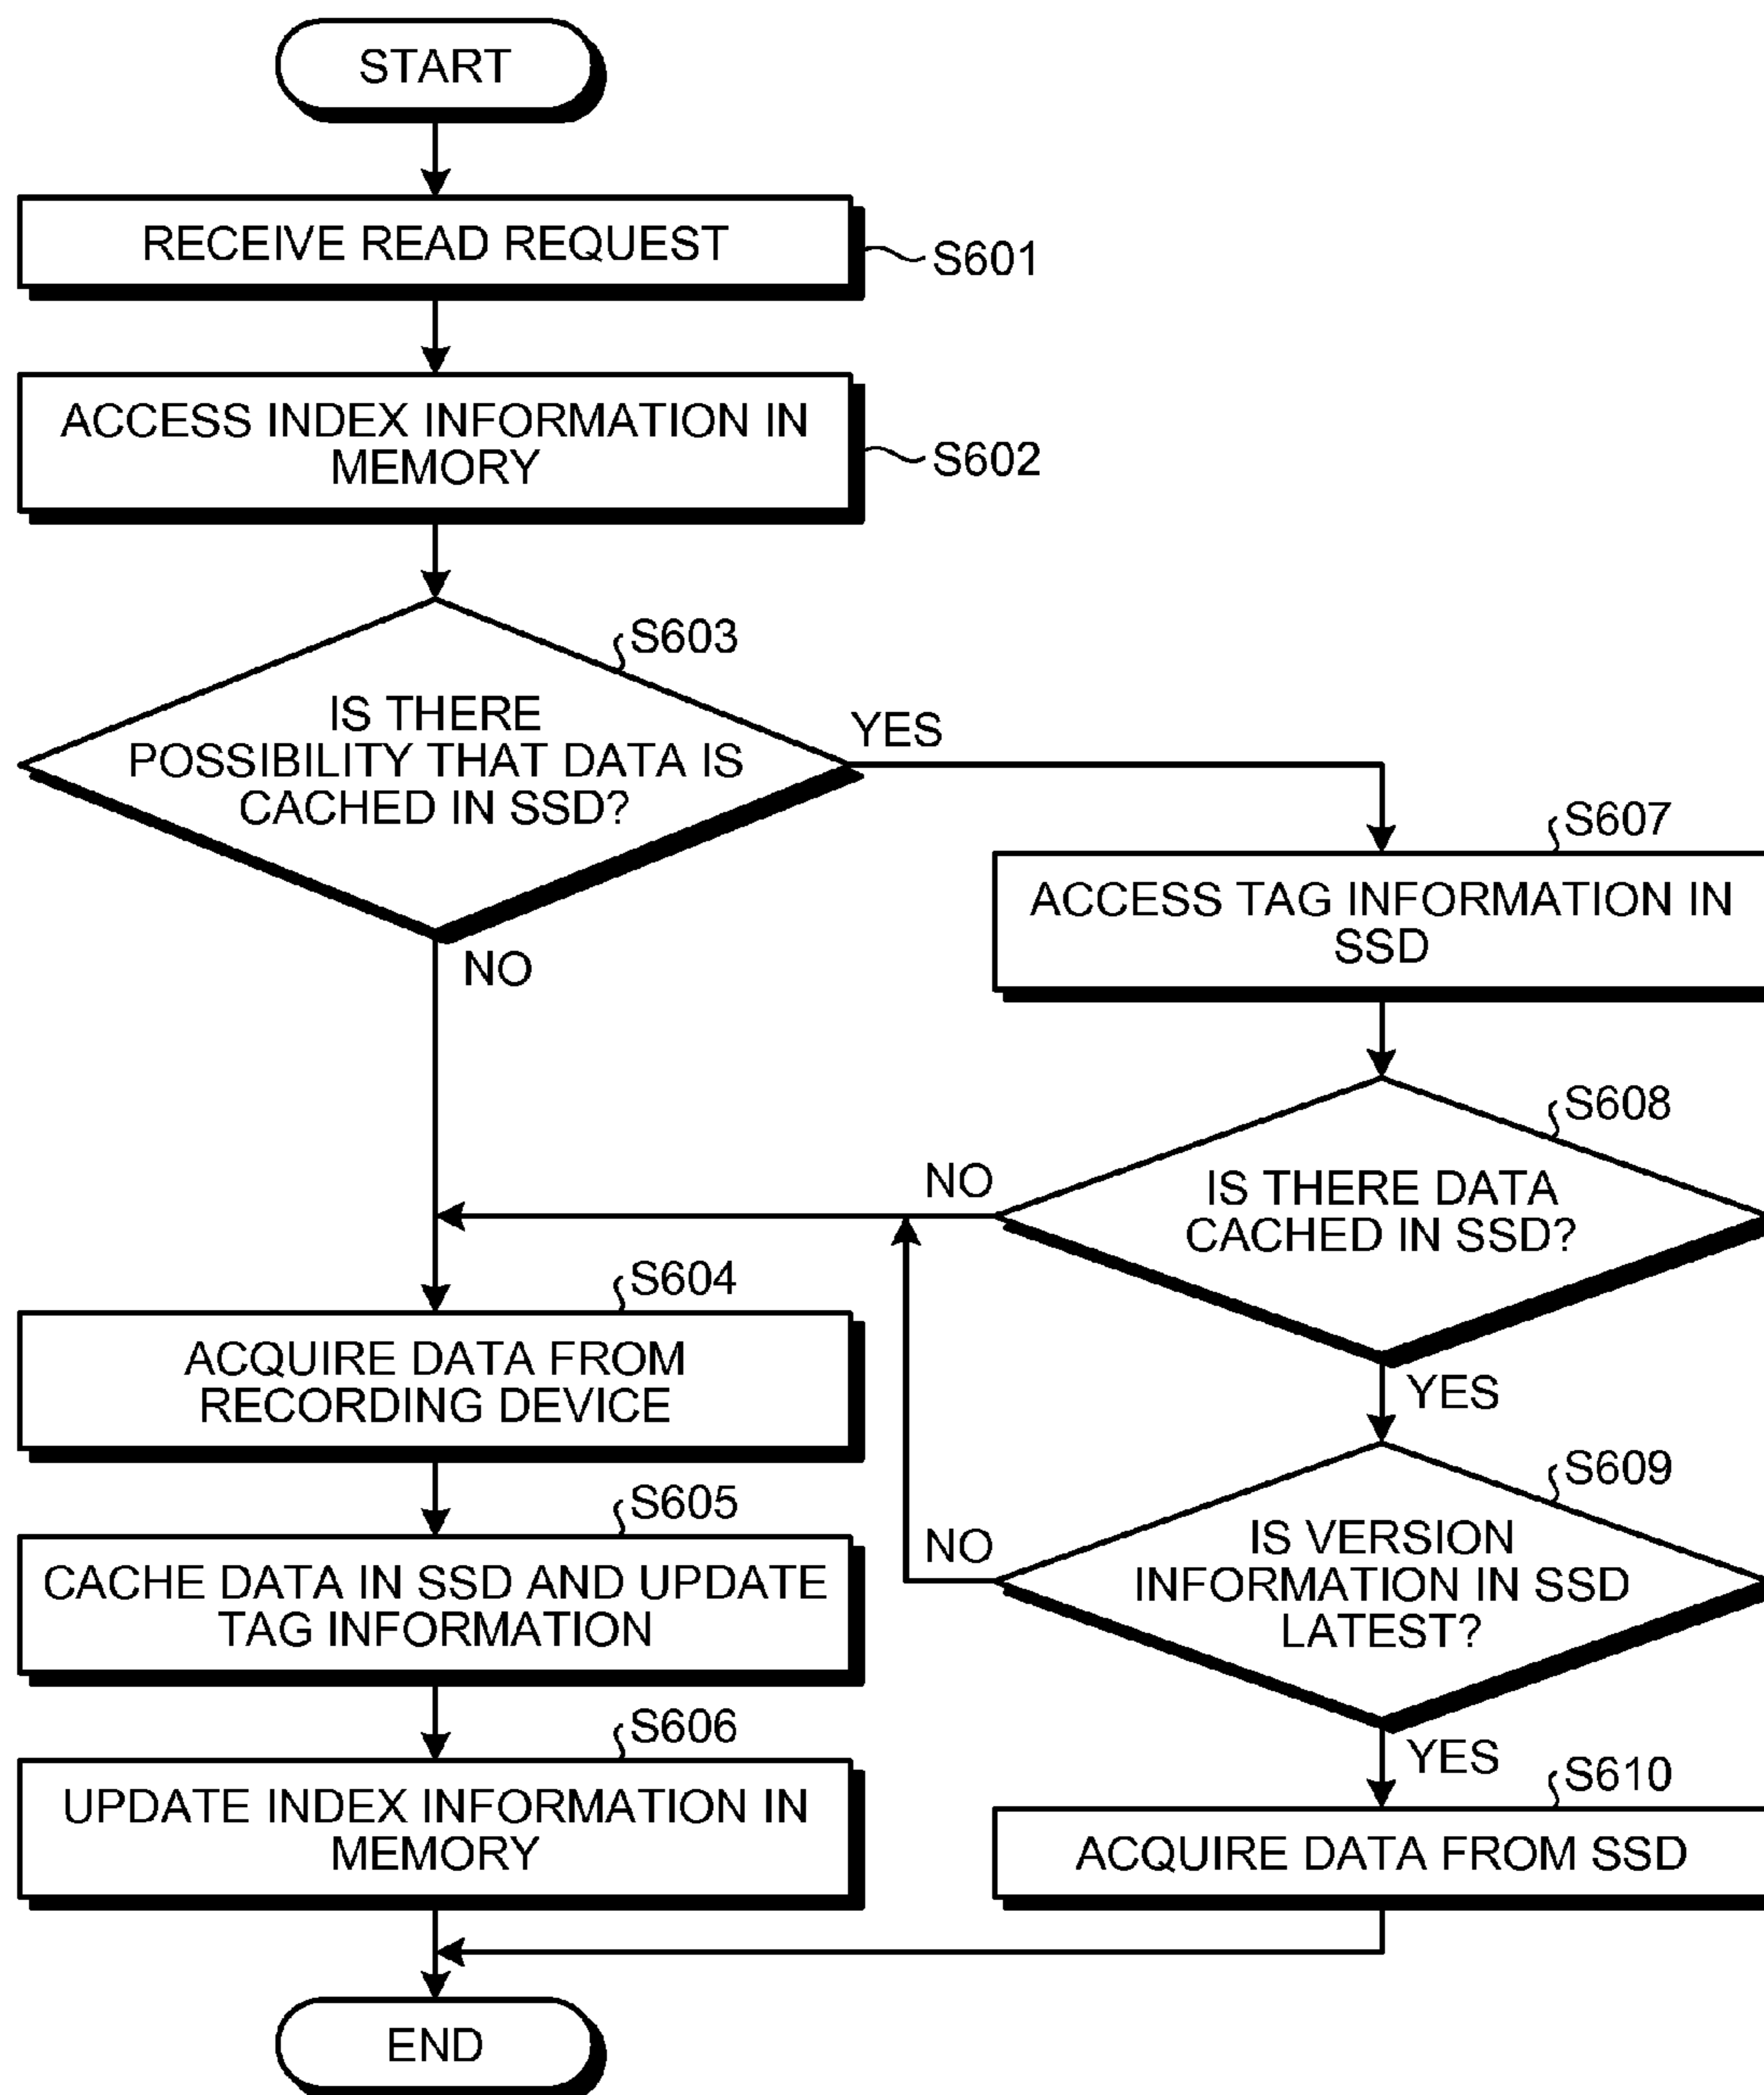 START
RECEIVE READ REQUEST
S601
ACCESS INDEX INFORMATION IN
MEMORY
S602
S603
IS THERE
POSSIBILITY THAT DATA IS
CACHED IN SSD?
YES
NO
S607
ACCESS TAG INFORMATION IN
SSD
S608
IS THERE DATA
CACHED IN SSD?
NO
YES
S604
ACQUIRE DATA FROM
RECORDING DEVICE
S609
IS VERSION
INFORMATION IN SSD
LATEST?
NO
YES
S605
CACHE DATA IN SSD AND UPDATE
TAG INFORMATION
S606
UPDATE INDEX INFORMATION IN
MEMORY
S610
ACQUIRE DATA FROM SSD
END